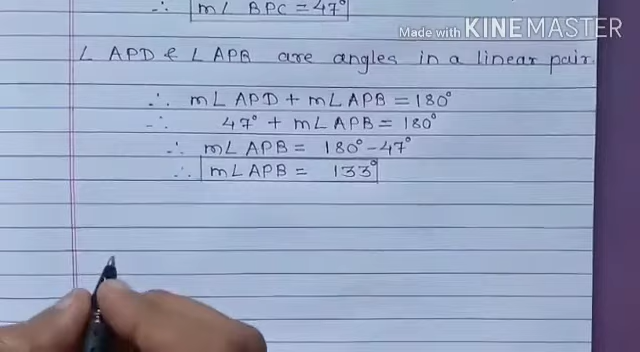 ∴ m∠ BPC = 47°
Made with KINEMASTER
∠ APD & ∠ APB are angles in a linear pair.
∴ m∠ APD + m∠ APB = 180°
∴ 47° + m∠ APB = 180°
∴ m∠ APB = 180° - 47°
∴ m∠ APB = 133°